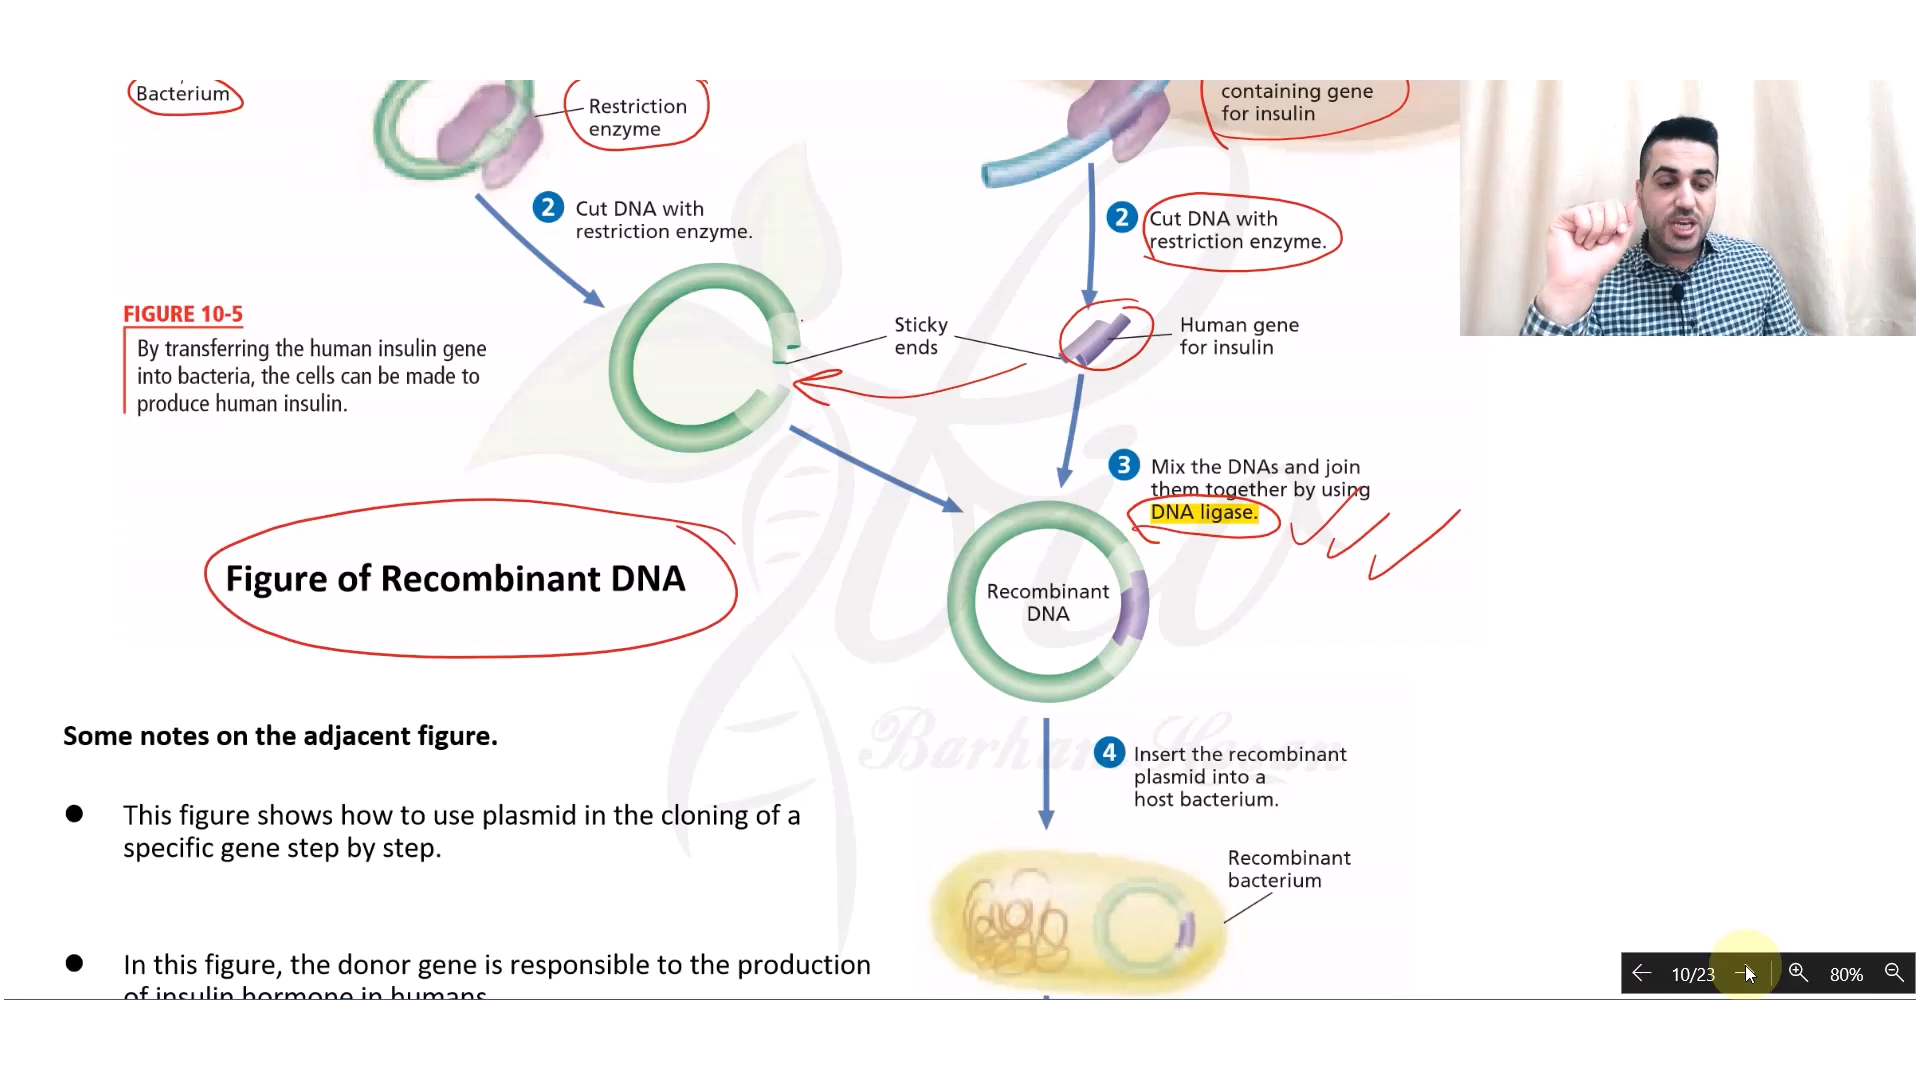 Bacterium
Restriction
enzyme
containing gene
for insulin
2 Cut DNA with
restriction enzyme.
2 Cut DNA with
restriction enzyme.
FIGURE 10-5
By transferring the human insulin gene
into bacteria, the cells can be made to
produce human insulin.
Sticky
ends
Human gene
for insulin
3 Mix the DNAs and join
them together by using
DNA ligase.
Figure of Recombinant DNA
Recombinant
DNA
Some notes on the adjacent figure.
4 Insert the recombinant
plasmid into a
host bacterium.
● This figure shows how to use plasmid in the cloning of a
specific gene step by step.
Recombinant
bacterium
● In this figure, the donor gene is responsible to the production
of insulin hormone in humans
Bio
Barham Hasan
10/23
80%